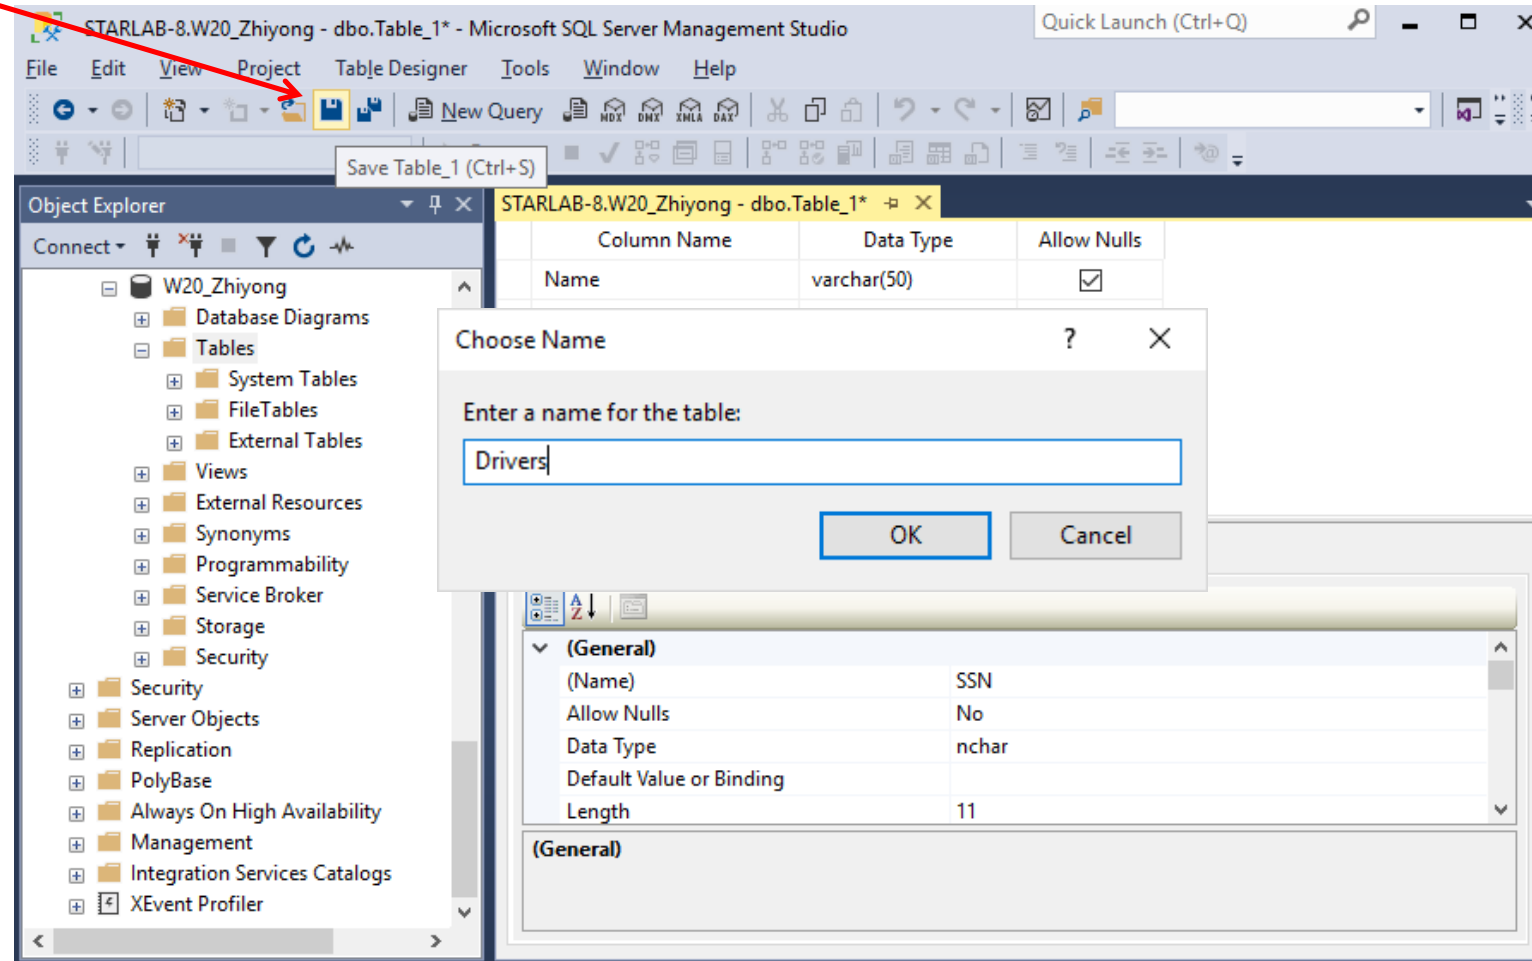 STARLAB-8.W20_Zhiyong - dbo.Table_1* - Microsoft SQL Server Management Studio
Quick Launch (Ctrl+Q)
File Edit View Project Table Designer Tools Window Help
New Query MDX DMX XMLA DAX
Save Table_1 (Ctrl+S)
Object Explorer
STARLAB-8.W20_Zhiyong - dbo.Table_1*
Connect
Column Name Data Type Allow Nulls
Name varchar(50)
W20_Zhiyong
Database Diagrams
Tables
System Tables
FileTables
External Tables
Views
External Resources
Synonyms
Programmability
Service Broker
Storage
Security
Security
Server Objects
Replication
PolyBase
Always On High Availability
Management
Integration Services Catalogs
XEvent Profiler
Choose Name
?
Enter a name for the table:
Drivers
OK Cancel
(General)
(Name) SSN
Allow Nulls No
Data Type nchar
Default Value or Binding
Length 11
(General)